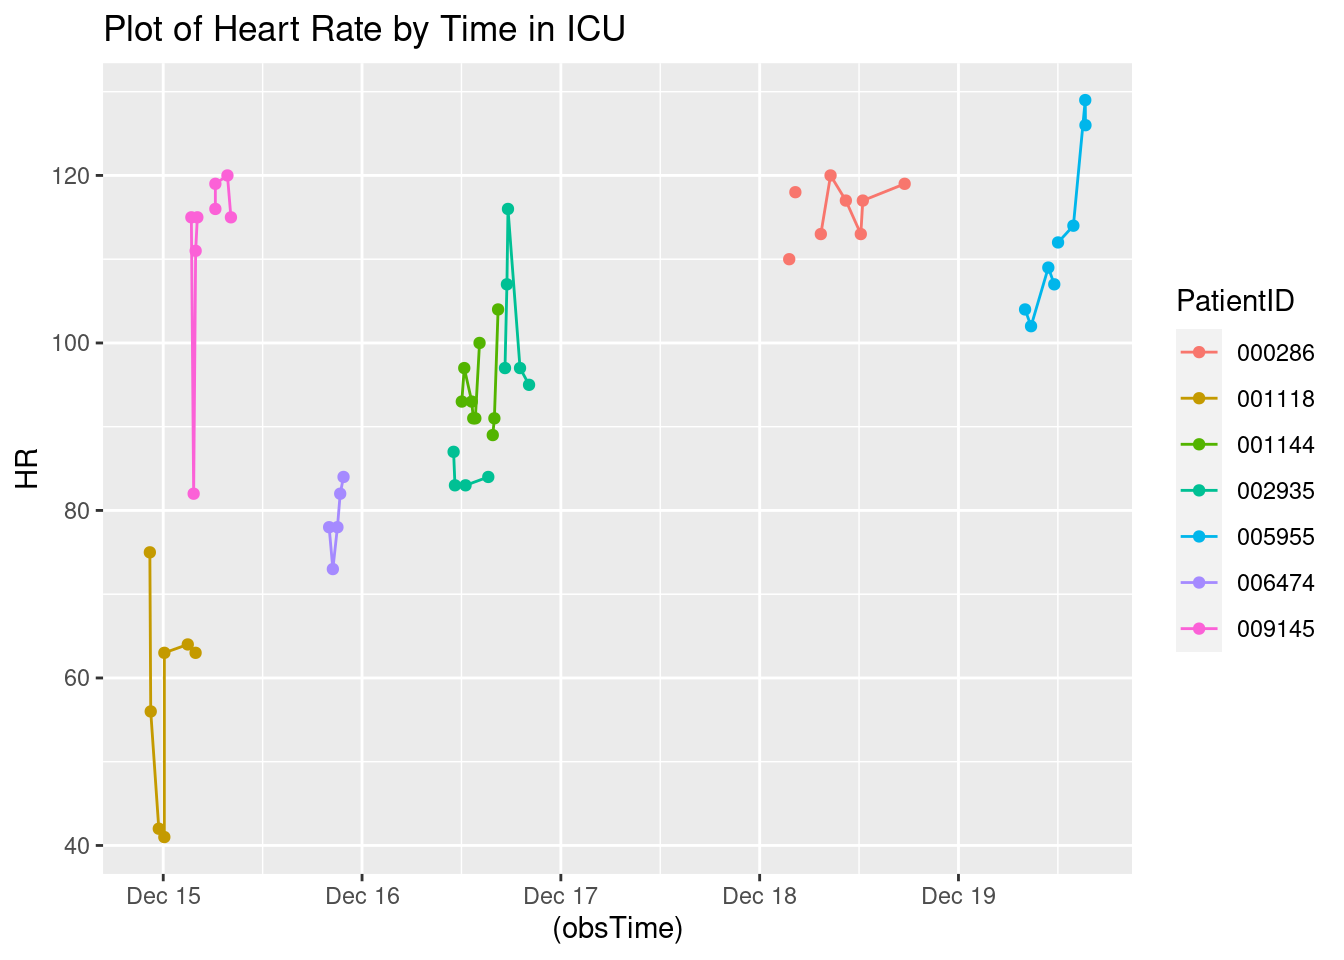 Plot of Heart Rate by Time in ICU
HR
120
100
80
60
40
Dec 15
Dec 16
Dec 17
Dec 18
Dec 19
(obsTime)
PatientID
000286
001118
001144
002935
005955
006474
009145